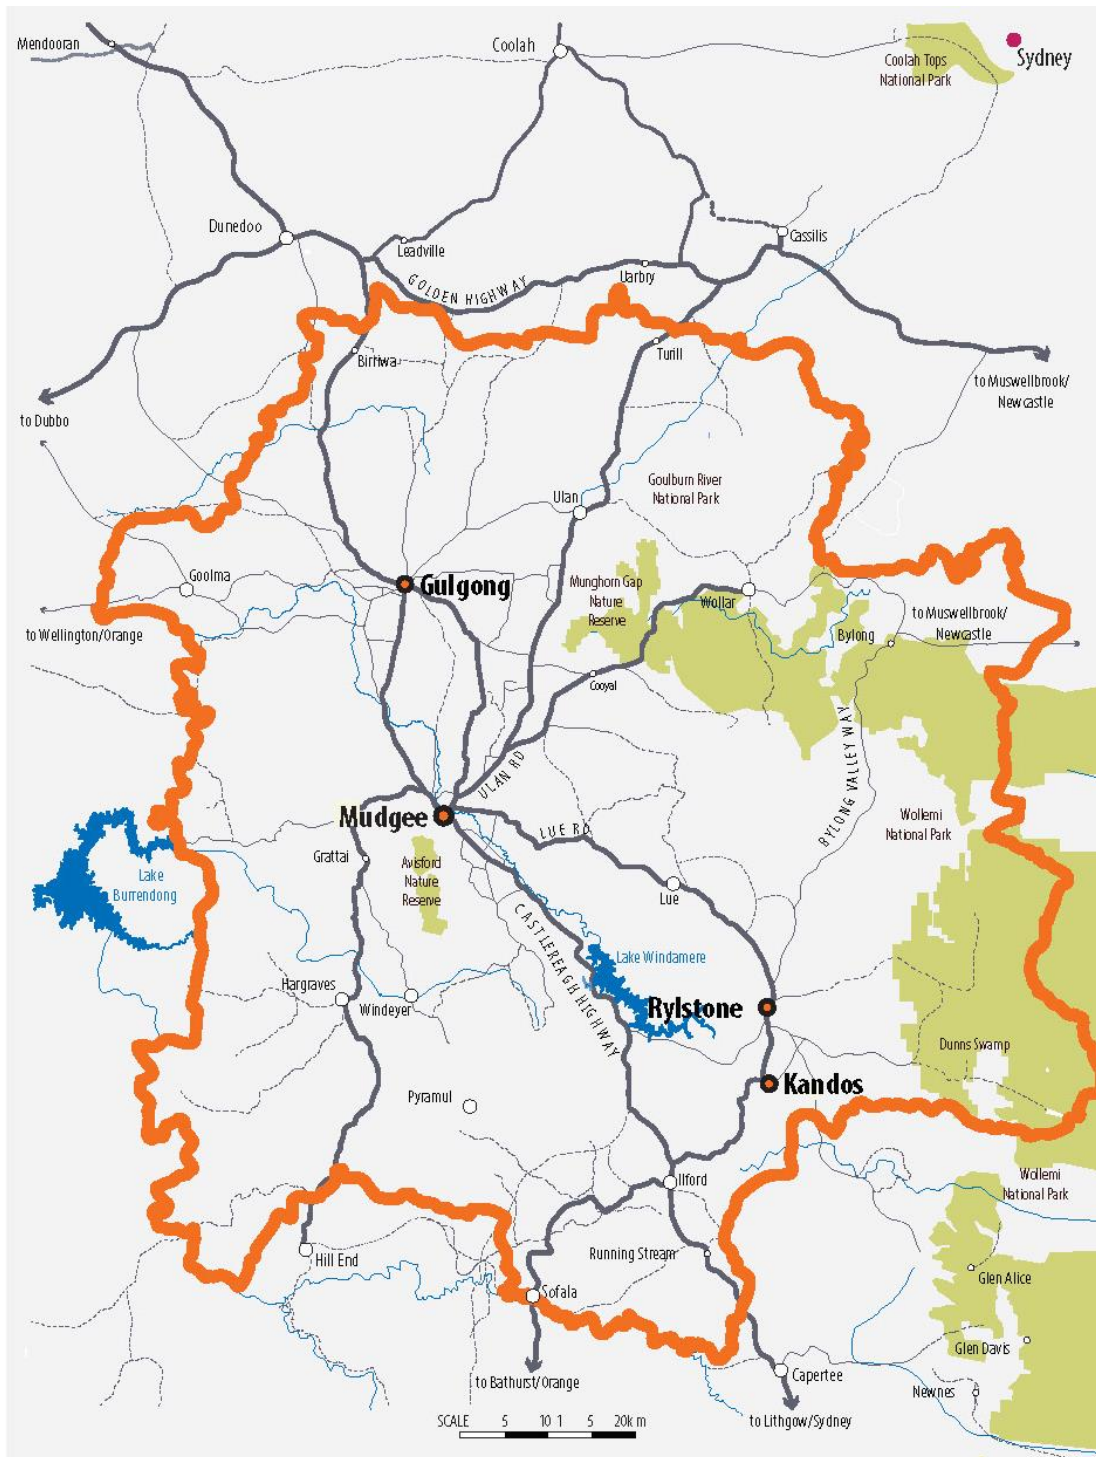 Mendooran
Coolah
Sydney
Coolah Tops
National Park
Dunedoo
Leadville
Cassilis
GOLDEN HIGHWAY
Uarbry
Birriwa
Turill
to Muswellbrook/
Newcastle
to Dubbo
Goulburn River
National Park
Ulan
Goolma
Gulgong
Munghorn Gap
Nature
Reserve
Wollar
to Muswellbrook/
Newcastle
Bylong
to Wellington/Orange
Cooyal
BYLONG VALLEY WAY
ULAN RD
Mudgee
LUE RD
Wollemi
National Park
Grattai
Avisford
Nature
Reserve
Lake
Burrendong
Lue
CASTLEREAGH HIGHWAY
Lake Windamere
Hargraves
Windeyer
Rylstone
Dunns Swamp
Kandos
Pyramul
Ilford
Wollemi
National Park
Hill End
Running Stream
Glen Alice
Sofala
Glen Davis
Capertee
Newnes
to Bathurst/Orange
to Lithgow/Sydney
SCALE 5 10 1 5 20k m